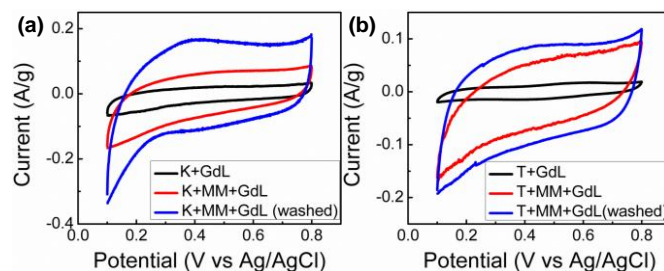 (a)
0.2
0.0
-0.2
-0.4
Current (A/g)
K+GdL
K+MM+GdL
K+MM+GdL (washed)
0.0 0.2 0.4 0.6 0.8
Potential (V vs Ag/AgCl)
(b)
0.1
0.0
-0.1
-0.2
Current (A/g)
T+GdL
T+MM+GdL
T+MM+GdL(washed)
0.0 0.2 0.4 0.6 0.8 1.0
Potential (V vs Ag/AgCl)